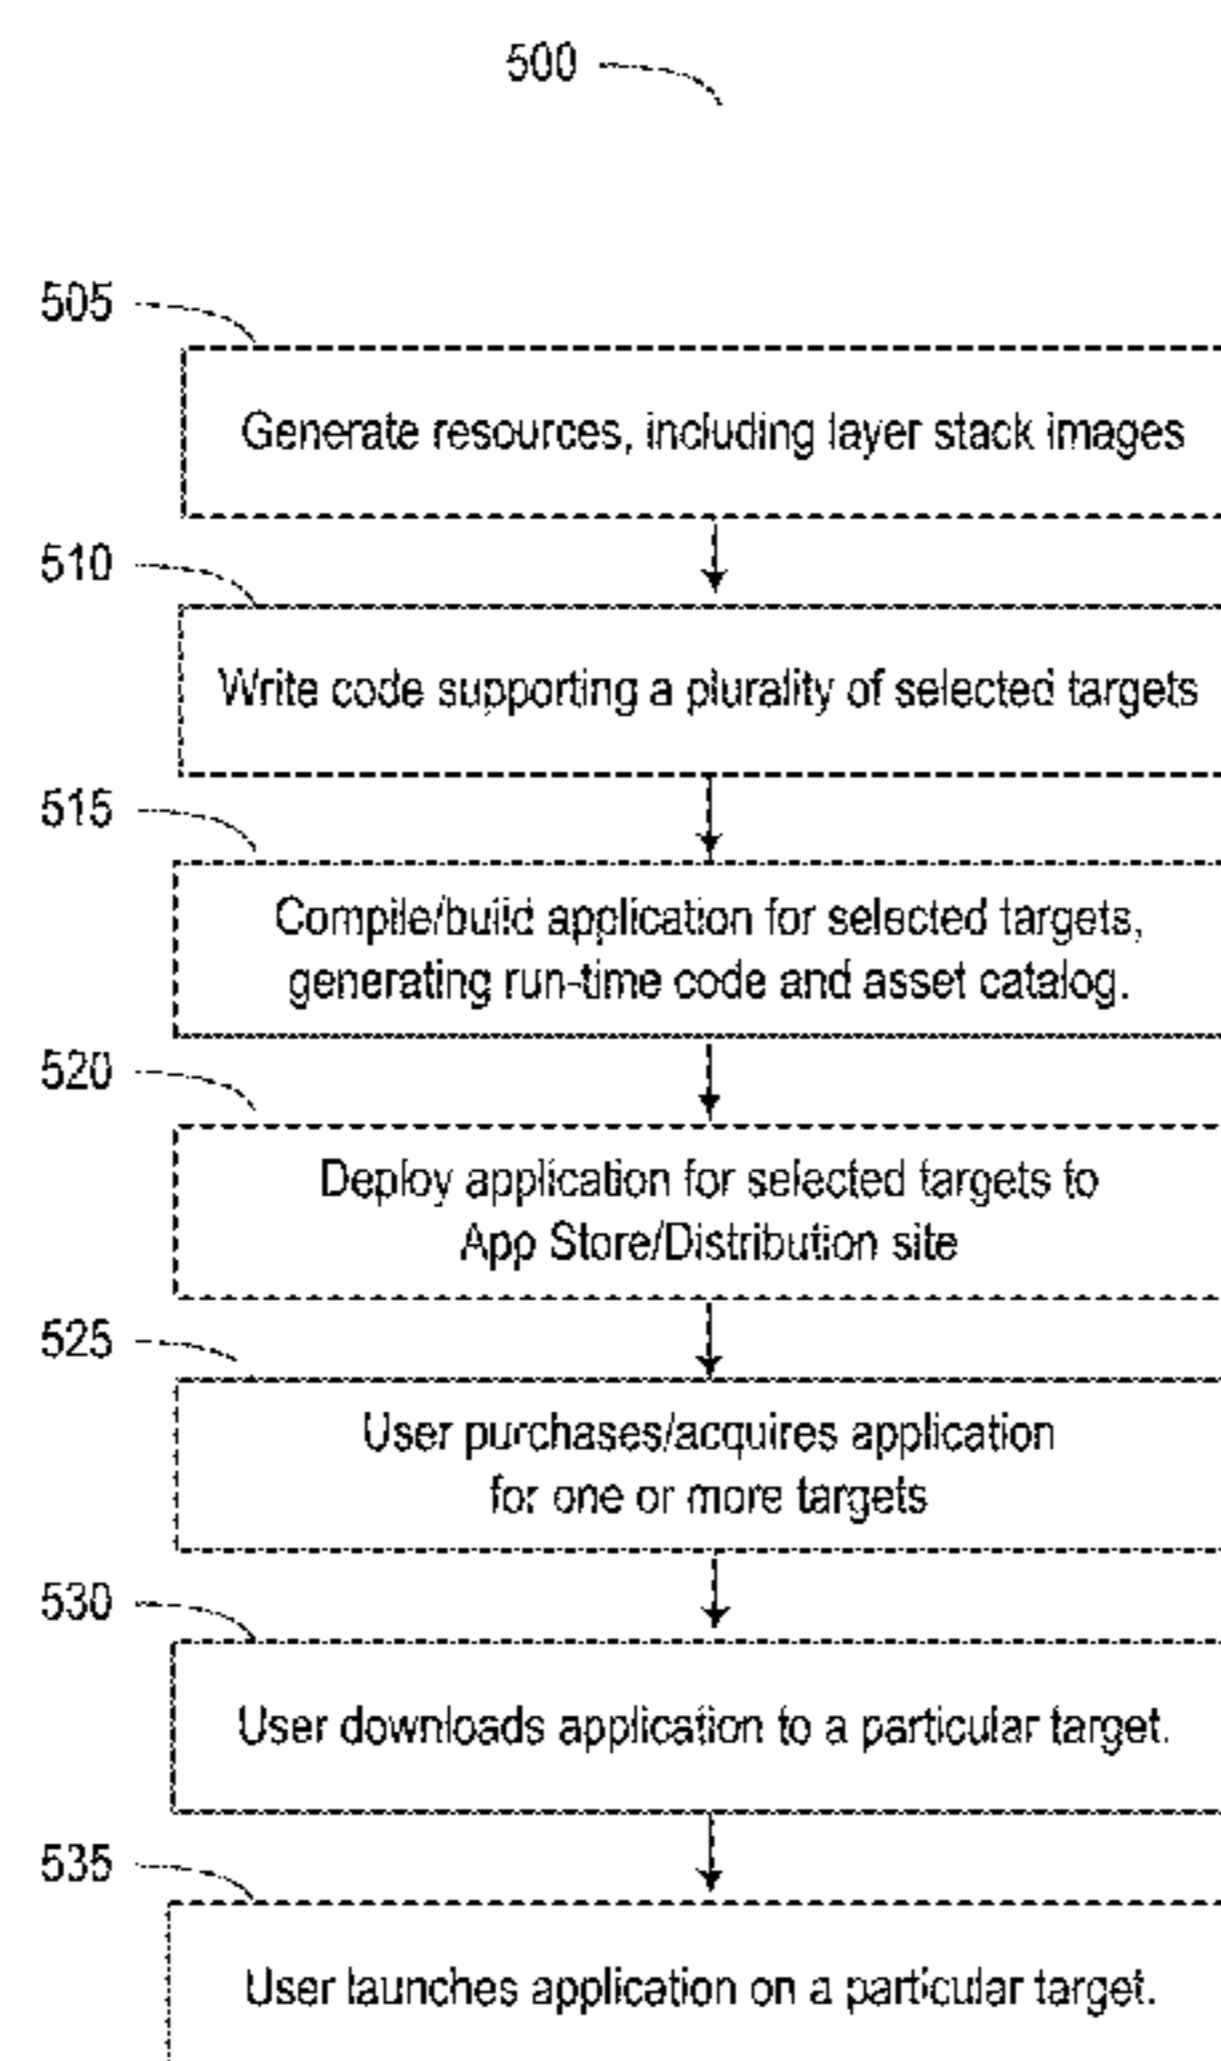 500
505
Generate resources, including layer stack images
510
Write code supporting a plurality of selected targets
515
Compile/build application for selected targets,
generating run-time code and asset catalog.
520
Deploy application for selected targets to
App Store/Distribution site
525
User purchases/acquires application
for one or more targets
530
User downloads application to a particular target.
535
User launches application on a particular target.